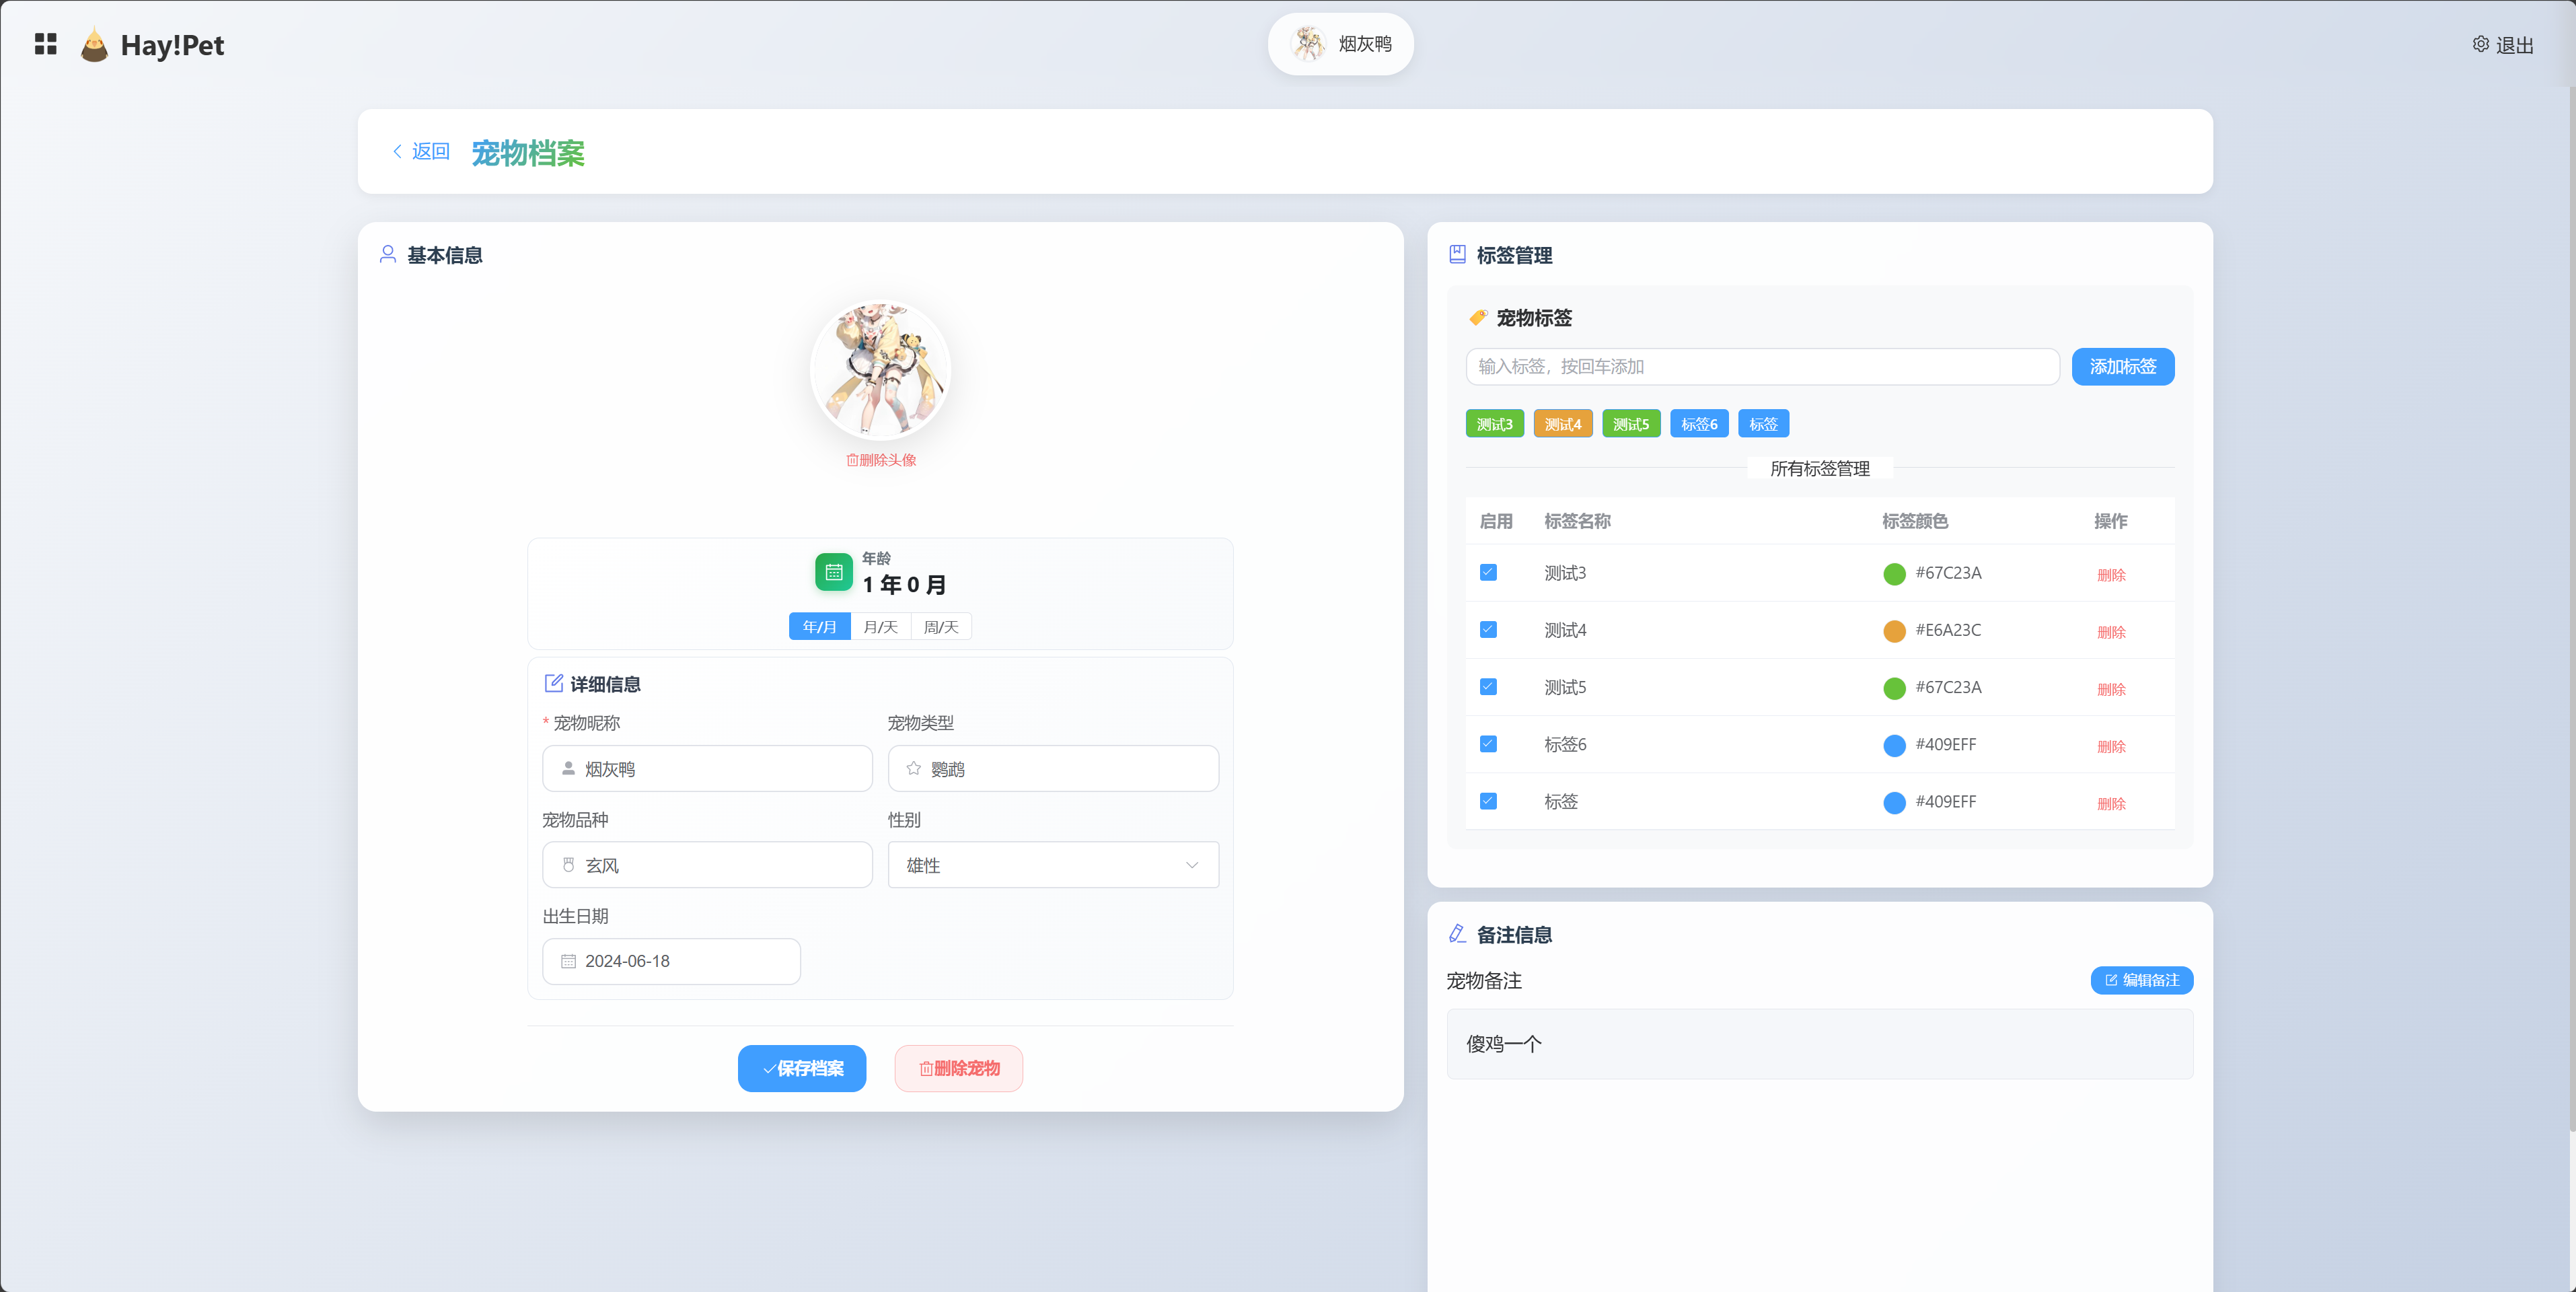 Hay!Pet
烟灰鸭
退出
返回
宠物档案
基本信息
删除头像
年龄
1 年 0 月
年/月 月/天 周/天
详细信息
* 宠物昵称 宠物类型
烟灰鸭 鹦鹉
宠物品种 性别
玄风 雄性
出生日期
2024-06-18
保存档案 删除宠物
标签管理
宠物标签
输入标签，按回车添加 添加标签
测试3 测试4 测试5 标签6 标签
所有标签管理
启用 标签名称 标签颜色 操作
测试3 #67C23A 删除
测试4 #E6A23C 删除
测试5 #67C23A 删除
标签6 #409EFF 删除
标签 #409EFF 删除
备注信息
宠物备注 编辑备注
傻鸡一个